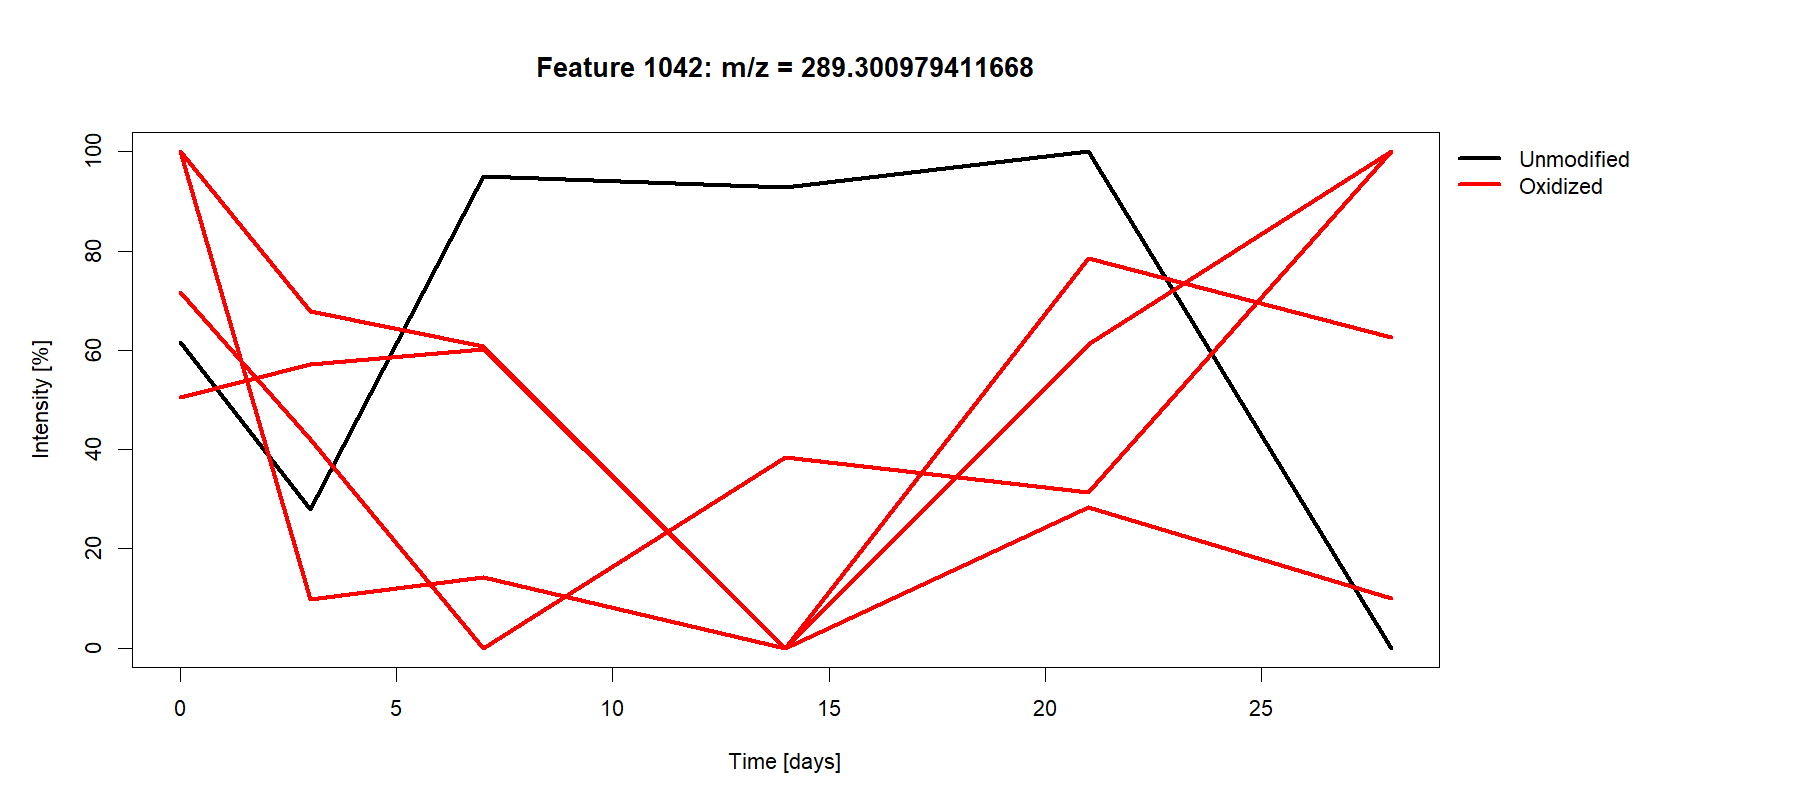 Feature 1042: m/z = 289.300979411668
Unmodified
Oxidized
Intensity [%]
100
80
60
40
20
0
0 5 10 15 20 25
Time [days]